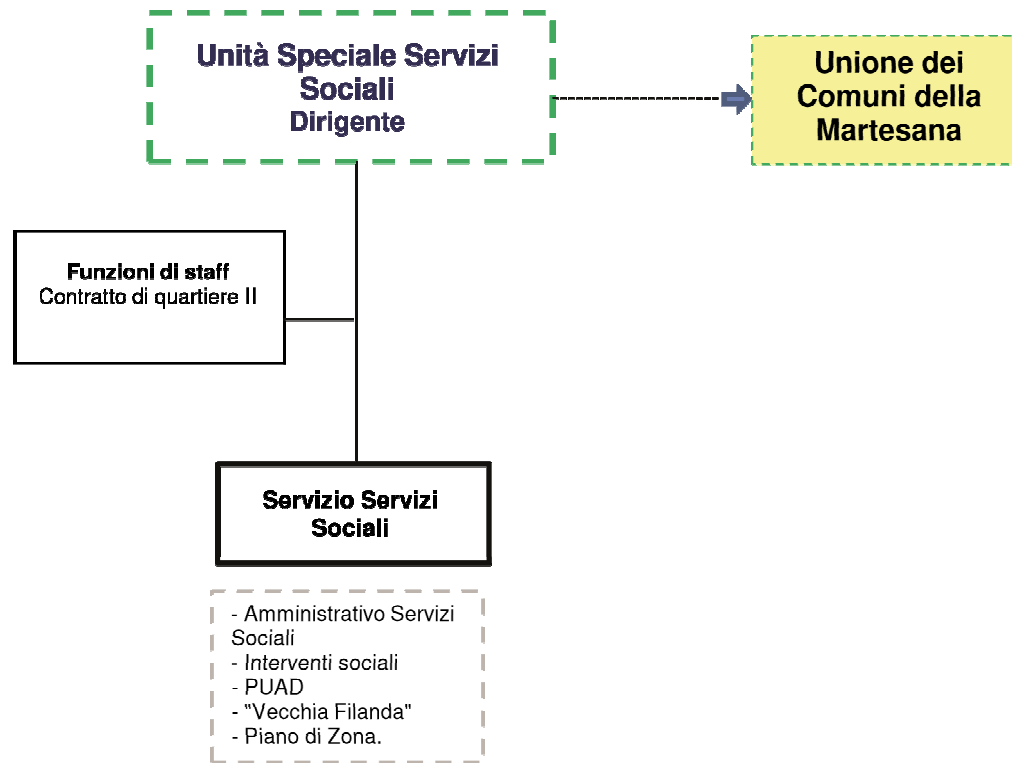 Unità Speciale Servizi
Sociali
Dirigente
Unione dei
Comuni della
Martesana
Funzioni di staff
Contratto di quartiere II
Servizio Servizi
Sociali
- Amministrativo Servizi
Sociali
- Interventi sociali
- PUAD
- "Vecchia Filanda"
- Piano di Zona.